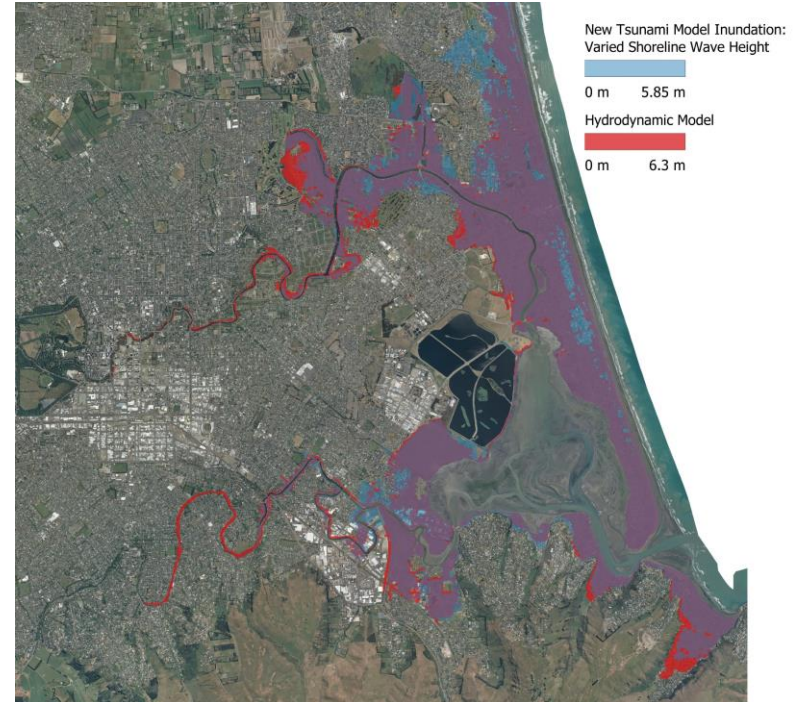 New Tsunami Model Inundation:
Varied Shoreline Wave Height
0 m 5.85 m
Hydrodynamic Model
0 m 6.3 m